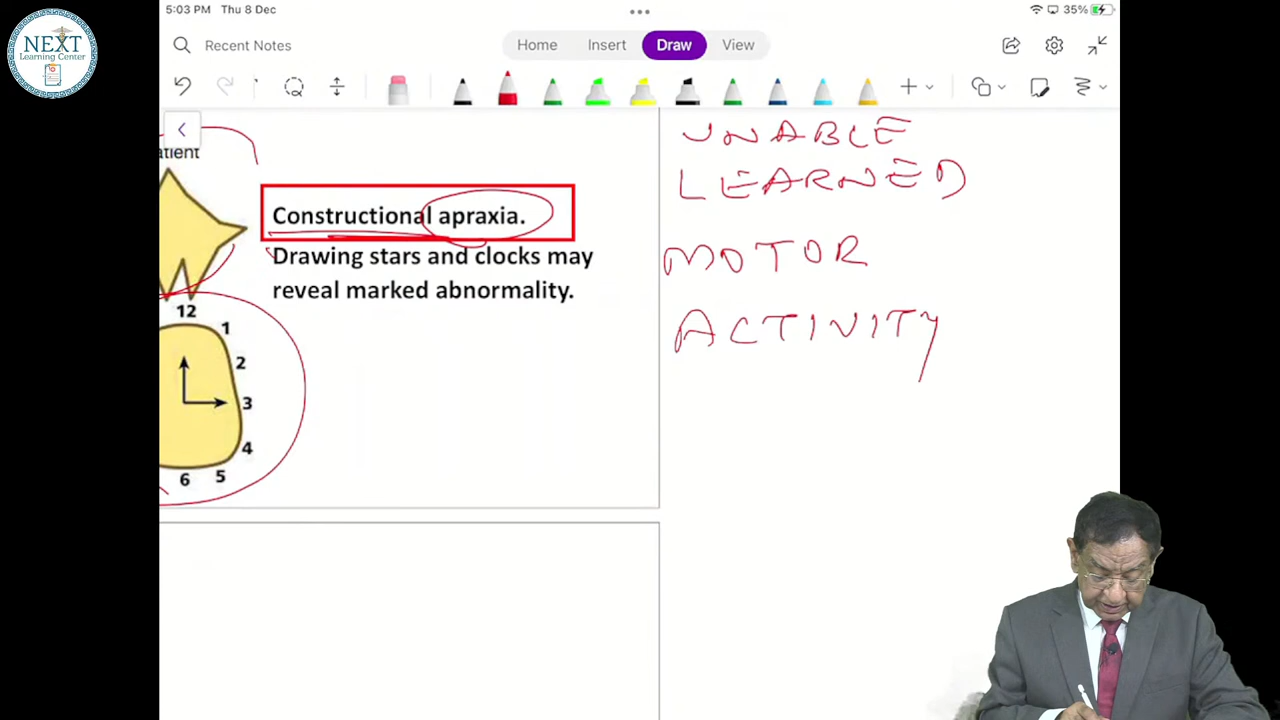 5:03 PM Thu 8 Dec
35%
NEXT
Learning Center
Recent Notes
Home Insert Draw View
atient
UNABLE
LEARNED
MOTOR
ACTIVITY
Constructional apraxia.
Drawing stars and clocks may
reveal marked abnormality.
12
1
2
3
4
5
6